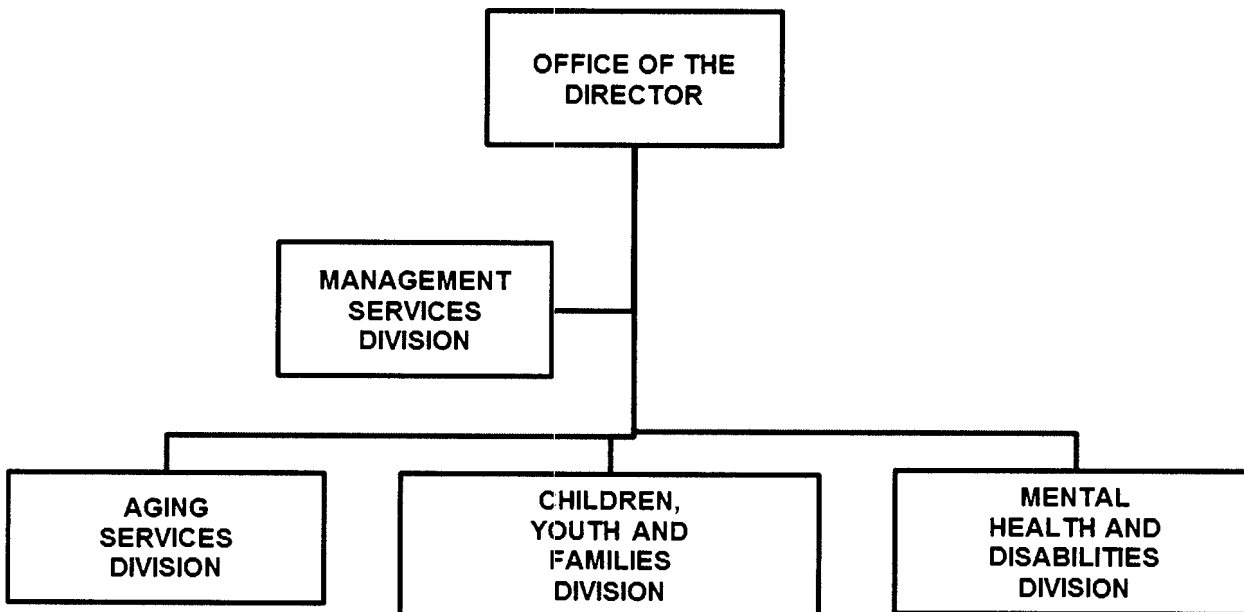 OFFICE OF THE
DIRECTOR
MANAGEMENT
SERVICES
DIVISION
AGING
SERVICES
DIVISION
CHILDREN,
YOUTH AND
FAMILIES
DIVISION
MENTAL
HEALTH AND
DISABILITIES
DIVISION